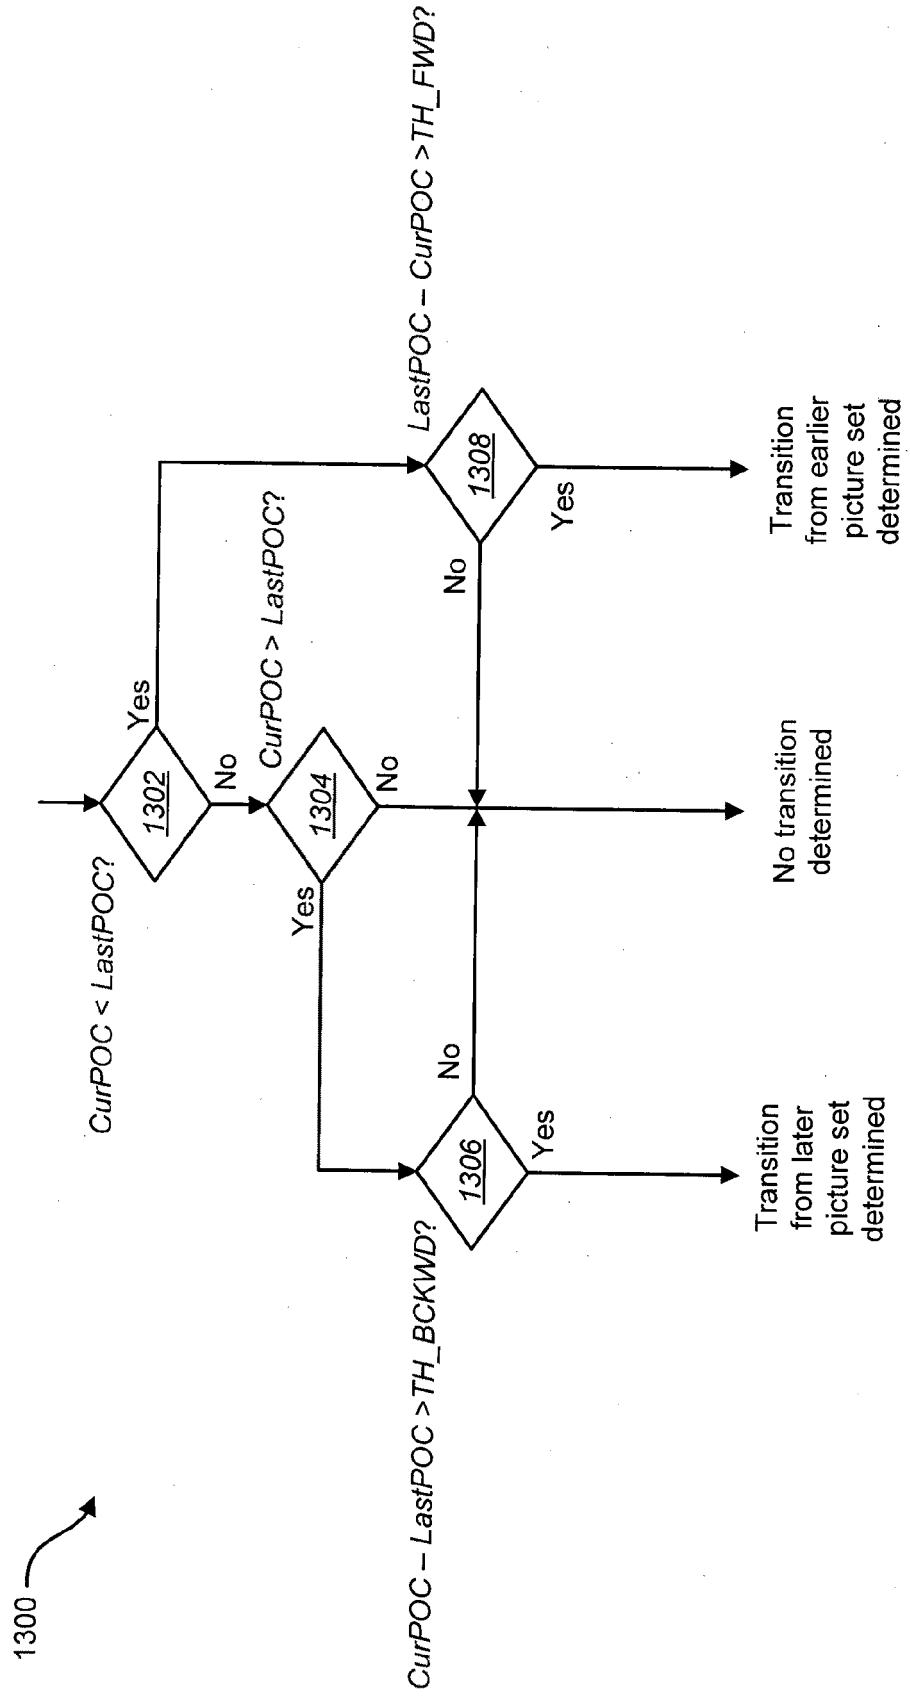 1300
CurPOC < LastPOC?
1302
Yes
No
CurPOC > LastPOC?
1304
Yes
No
CurPOC – LastPOC >TH_BCKWD?
1306
No
Yes
LastPOC – CurPOC >TH_FWD?
1308
No
Yes
Transition
from later
picture set
determined
No transition
determined
Transition
from earlier
picture set
determined